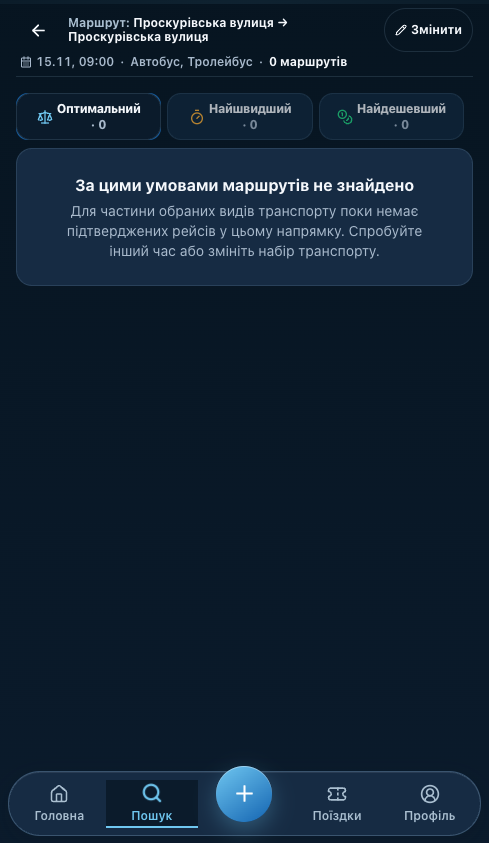 Маршрут: Проскурівська вулиця →
Проскурівська вулиця
Змінити
15.11, 09:00 · Автобус, Тролейбус · 0 маршрутів
Оптимальний
· 0
Найшвидший
· 0
Найдешевший
· 0
За цими умовами маршрутів не знайдено
Для частини обраних видів транспорту поки немає
підтверджених рейсів у цьому напрямку. Спробуйте
інший час або змініть набір транспорту.
Головна
Пошук
Поїздки
Профіль